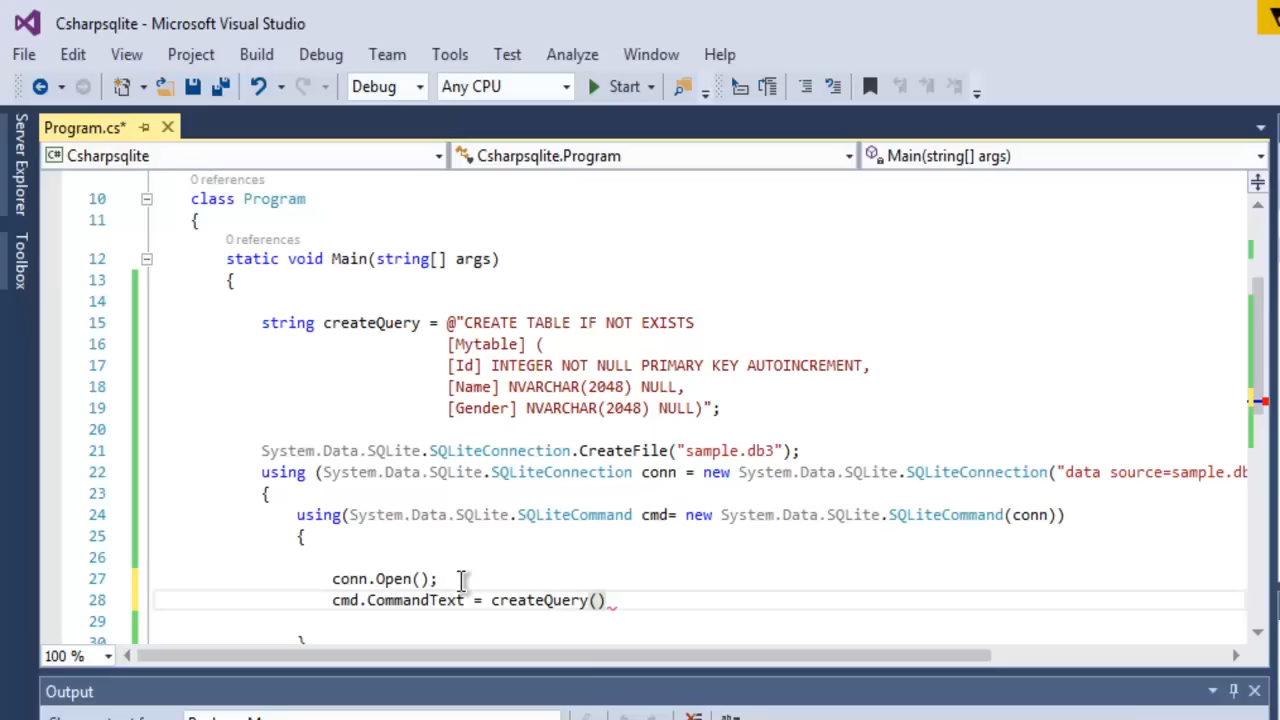 Csharpsqlite - Microsoft Visual Studio
File Edit View Project Build Debug Team Tools Test Analyze Window Help
Debug Any CPU Start
Server Explorer
Toolbox
Program.cs*
Csharpsqlite Csharpsqlite.Program Main(string[] args)
0 references
10 class Program
11 {
0 references
12 static void Main(string[] args)
13 {
14
15 string createQuery = @"CREATE TABLE IF NOT EXISTS
16 [Mytable] (
17 [Id] INTEGER NOT NULL PRIMARY KEY AUTOINCREMENT,
18 [Name] NVARCHAR(2048) NULL,
19 [Gender] NVARCHAR(2048) NULL)";
20
21 System.Data.SQLite.SQLiteConnection.CreateFile("sample.db3");
22 using (System.Data.SQLite.SQLiteConnection conn = new System.Data.SQLite.SQLiteConnection("data source=sample.db
23 {
24 using(System.Data.SQLite.SQLiteCommand cmd= new System.Data.SQLite.SQLiteCommand(conn))
25 {
26
27 conn.Open();
28 cmd.CommandText = createQuery()
29
30 }
100 %
Output